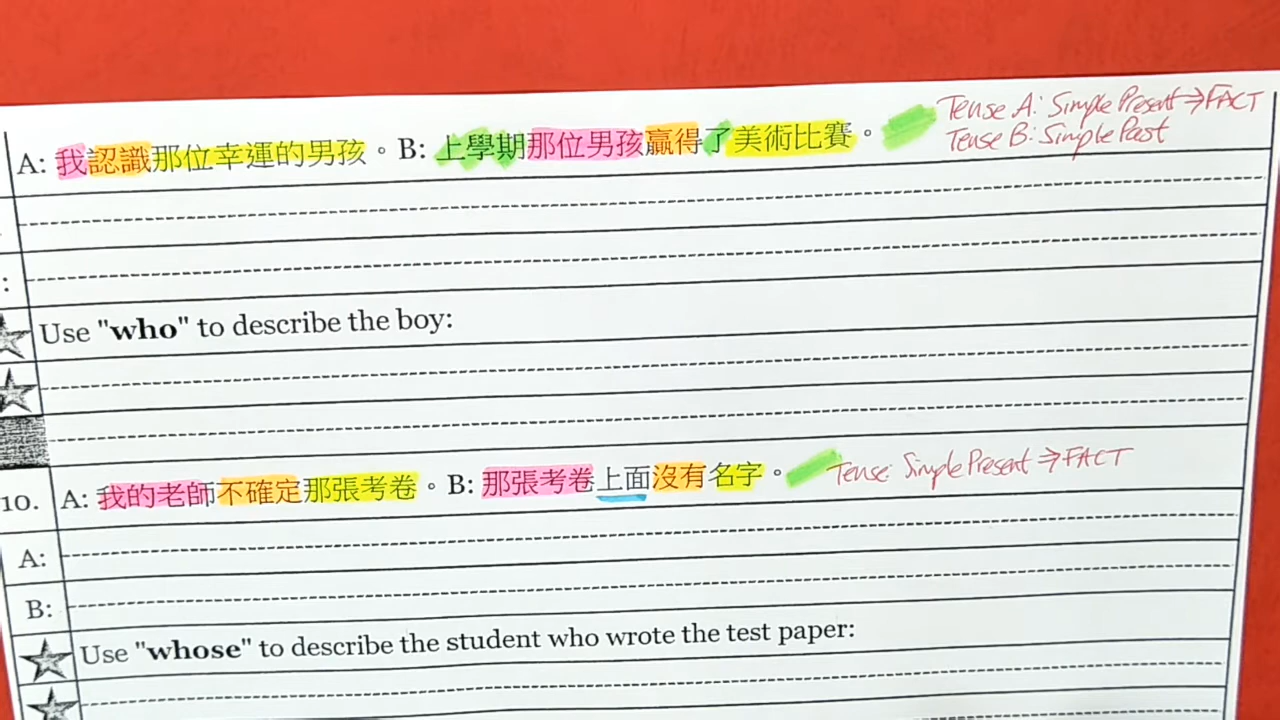 Tense A: Simple Present → FACT
A: 我認識那位幸運的男孩。B: 上學期那位男孩贏得了美術比賽。 Tense B: Simple Past
:
Use "who" to describe the boy:
10. A: 我的老師不確定那張考卷。B: 那張考卷上面沒有名字。 Tense: Simple Present → FACT
A:
B:
Use "whose" to describe the student who wrote the test paper: